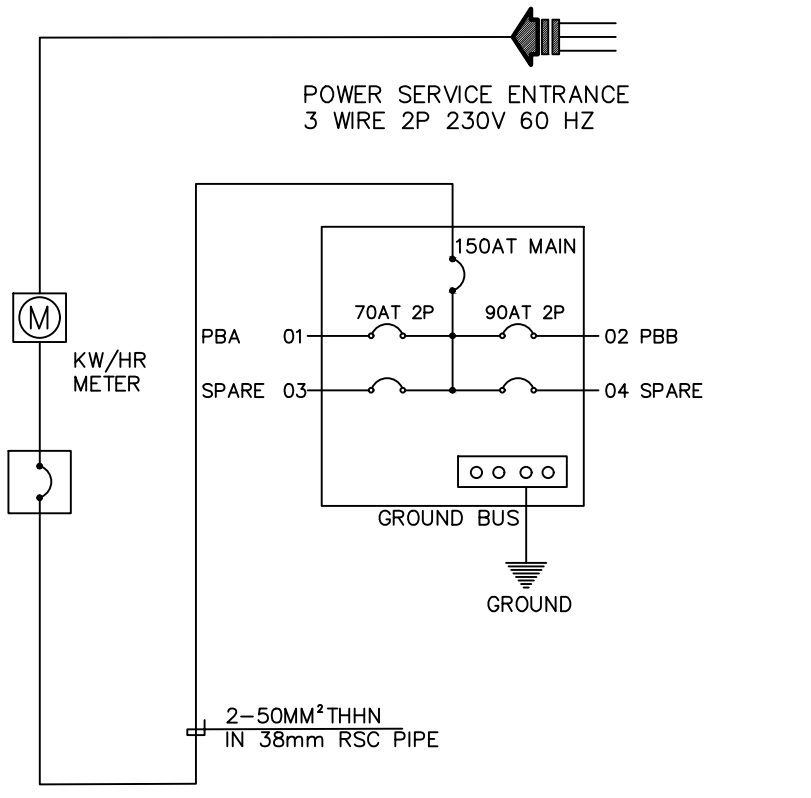 POWER SERVICE ENTRANCE
3 WIRE 2P 230V 60 HZ
150AT MAIN
70AT 2P 90AT 2P
M
PBA 01 02 PBB
KW/HR
METER
SPARE 03 04 SPARE
GROUND BUS
GROUND
2-50MM²THHN
IN 38mm RSC PIPE